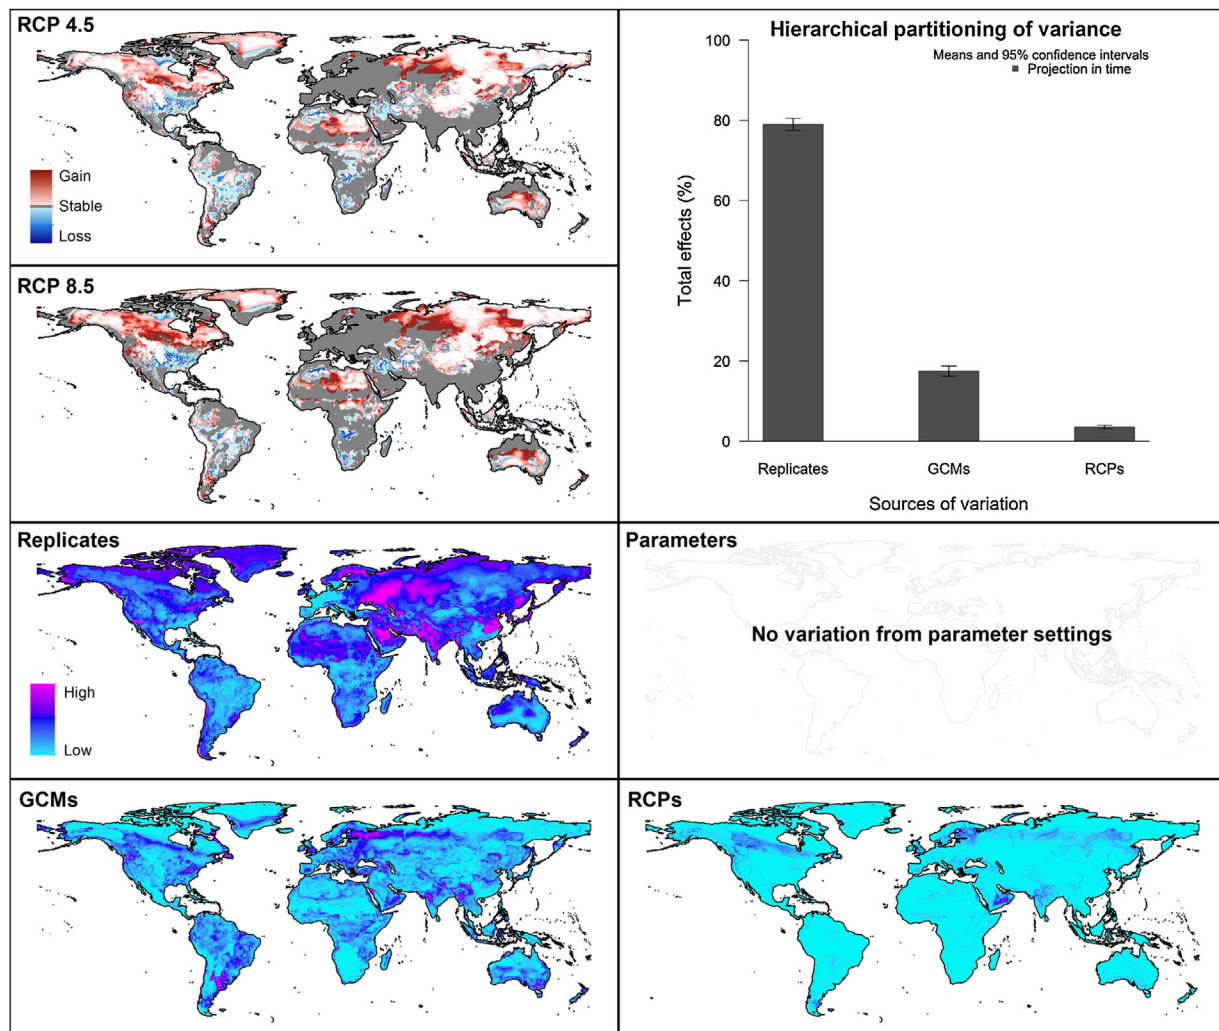 RCP 4.5
Gain
Stable
Loss
RCP 8.5
Hierarchical partitioning of variance
Means and 95% confidence intervals
Projection in time
Total effects (%)
100
80
60
40
20
0
Replicates
GCMs
RCPs
Sources of variation
Replicates
High
Low
Parameters
No variation from parameter settings
GCMs
RCPs